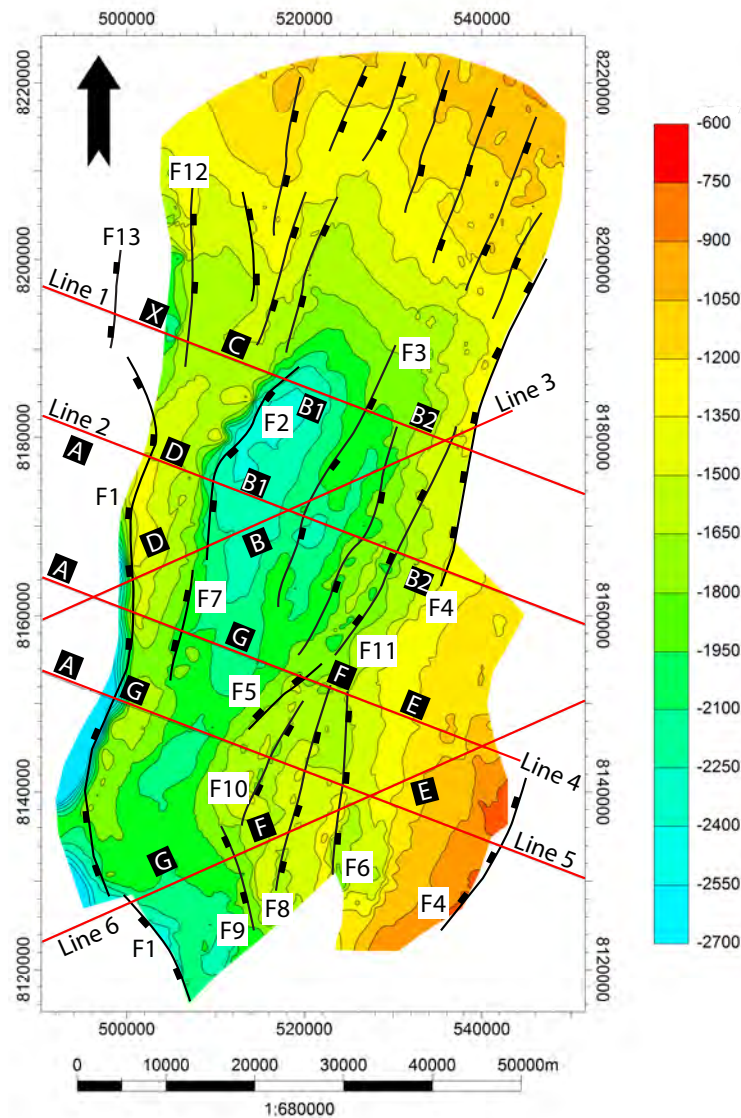 500000 520000 540000
8220000 8220000
-600
-750
F12
-900
F13
8200000 8200000
-1050
Line 1
X
C
-1200
F3
Line 3
-1350
B1
B2
F2
Line 2
8180000 8180000
A
D
-1500
B1
F1
-1650
D
B
A
B2
-1800
F7
F4
8160000 8160000
G
-1950
F11
A
F
G
F5
E
-2100
-2250
Line 4
8140000 8140000
F10
E
-2400
F
Line 5
G
F6
-2550
F8
F4
Line 6
F1
F9
-2700
8120000 8120000
500000 520000 540000
0 10000 20000 30000 40000 50000m
1:680000